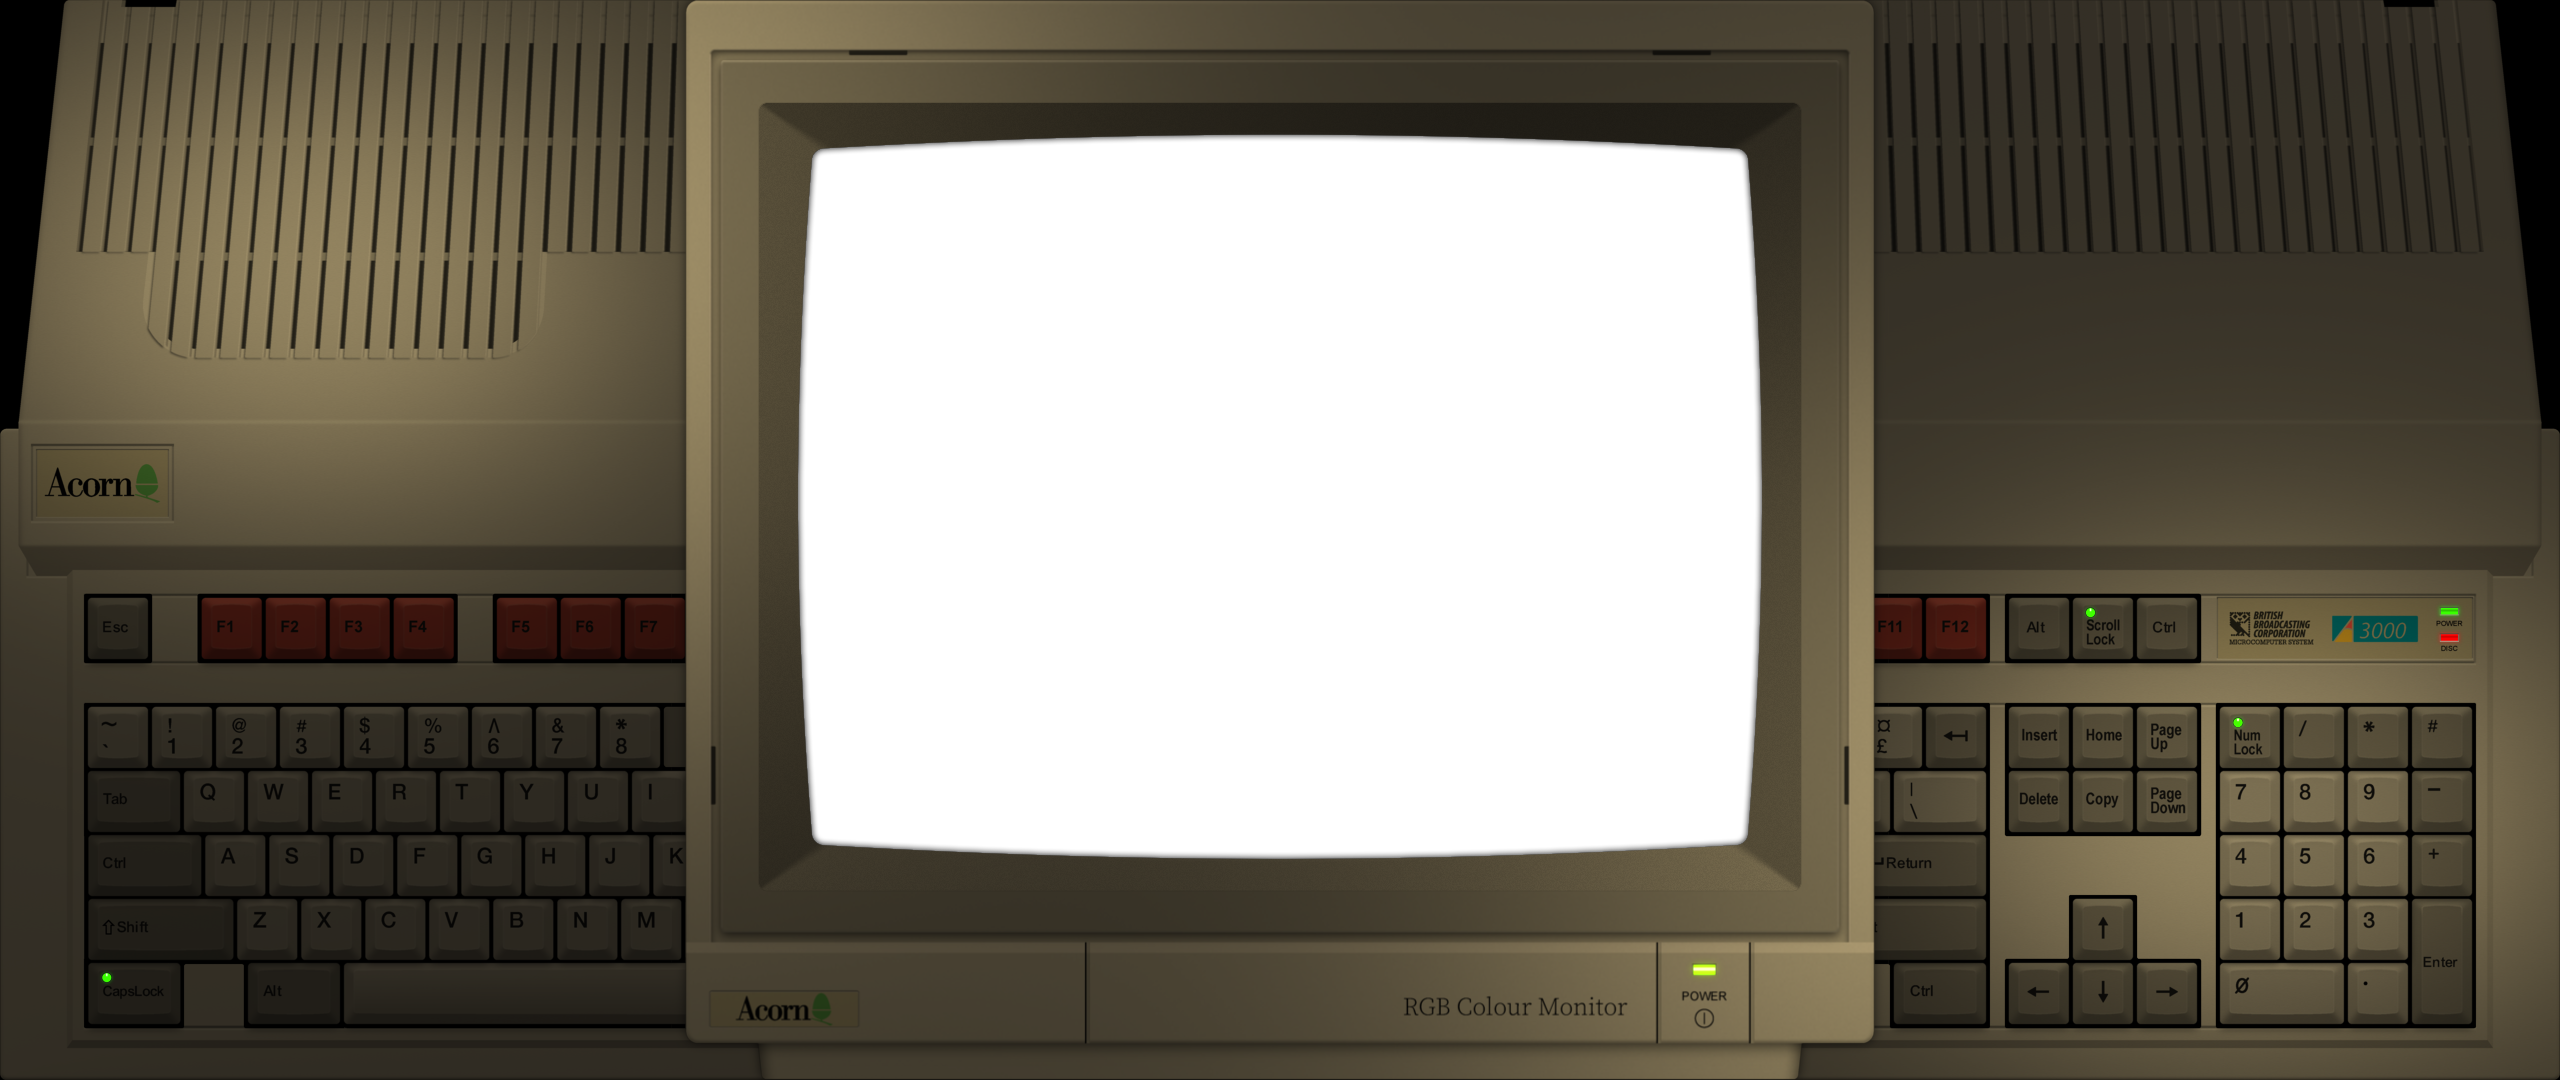 Acorn
Esc F1 F2 F3 F4 F5 F6 F7
~ ! @ # $ % ^ & *
` 1 2 3 4 5 6 7 8
Tab Q W E R T Y U I
Ctrl A S D F G H J K
⇧Shift Z X C V B N M
CapsLock Alt
Acorn
RGB Colour Monitor
POWER
F11 F12 Alt Scroll Lock Ctrl
BRITISH
BROADCASTING
CORPORATION
MICROCOMPUTER SYSTEM
3000
POWER
DISC
¤
£ ←
Insert Home Page Up
Num Lock / * #
|
\
Delete Copy Page Down
7 8 9 −
↵Return
4 5 6 +
↑
1 2 3
Enter
Ctrl ← ↓ →
Ø .